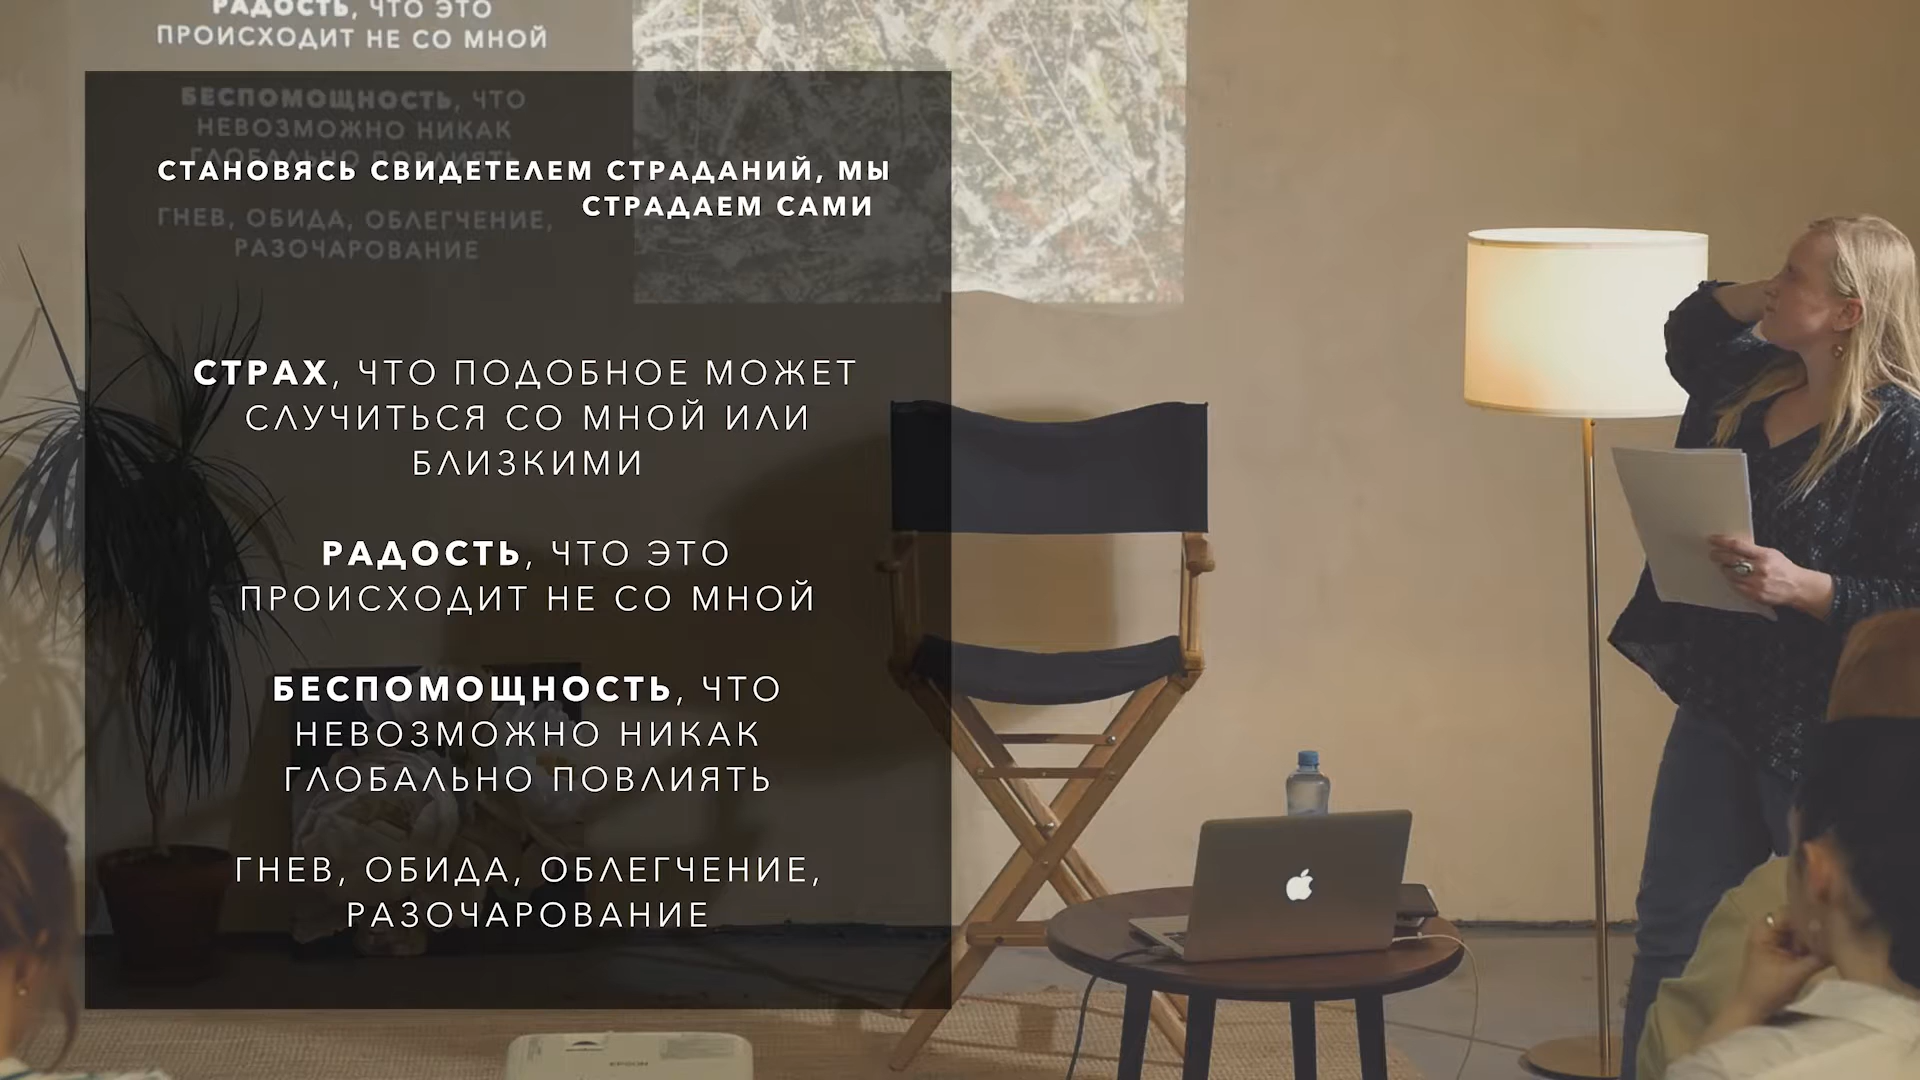 РАДОСТЬ, ЧТО ЭТО
ПРОИСХОДИТ НЕ СО МНОЙ
БЕСПОМОЩНОСТЬ, ЧТО
НЕВОЗМОЖНО НИКАК
ГЛОБАЛЬНО ПОВЛИЯТЬ
ГНЕВ, ОБИДА, ОБЛЕГЧЕНИЕ,
РАЗОЧАРОВАНИЕ
СТАНОВЯСЬ СВИДЕТЕЛЕМ СТРАДАНИЙ, МЫ
СТРАДАЕМ САМИ
СТРАХ, ЧТО ПОДОБНОЕ МОЖЕТ
СЛУЧИТЬСЯ СО МНОЙ ИЛИ
БЛИЗКИМИ
РАДОСТЬ, ЧТО ЭТО
ПРОИСХОДИТ НЕ СО МНОЙ
БЕСПОМОЩНОСТЬ, ЧТО
НЕВОЗМОЖНО НИКАК
ГЛОБАЛЬНО ПОВЛИЯТЬ
ГНЕВ, ОБИДА, ОБЛЕГЧЕНИЕ,
РАЗОЧАРОВАНИЕ